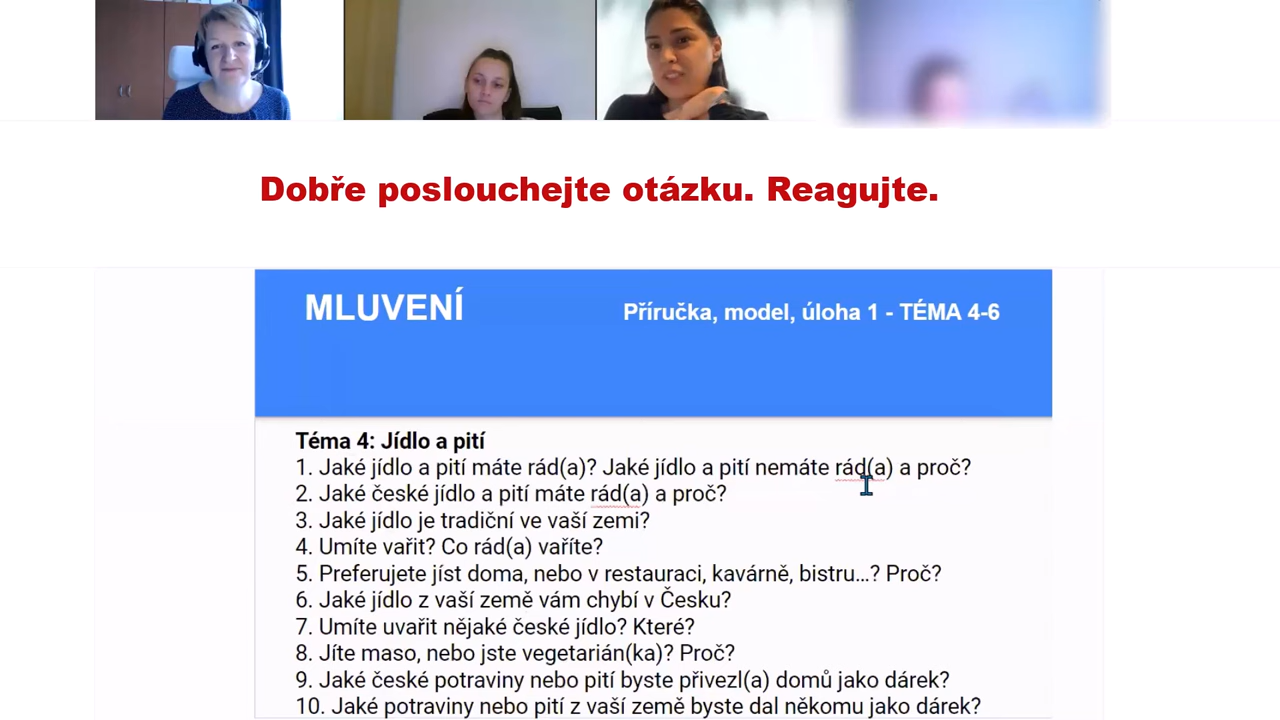 Dobře poslouchejte otázku. Reagujte.
MLUVENÍ
Příručka, model, úloha 1 - TÉMA 4-6
Téma 4: Jídlo a pití
1. Jaké jídlo a pití máte rád(a)? Jaké jídlo a pití nemáte rád(a) a proč?
2. Jaké české jídlo a pití máte rád(a) a proč?
3. Jaké jídlo je tradiční ve vaší zemi?
4. Umíte vařit? Co rád(a) vaříte?
5. Preferujete jíst doma, nebo v restauraci, kavárně, bistru...? Proč?
6. Jaké jídlo z vaší země vám chybí v Česku?
7. Umíte uvařit nějaké české jídlo? Které?
8. Jíte maso, nebo jste vegetarián(ka)? Proč?
9. Jaké české potraviny nebo pití byste přivezl(a) domů jako dárek?
10. Jaké potraviny nebo pití z vaší země byste dal někomu jako dárek?